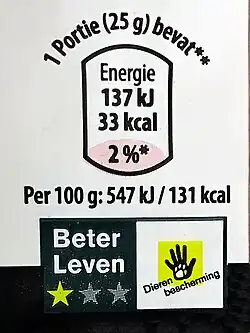 1 Portie (25 g) bevat**
Energie
137 kJ
33 kcal
2 %*
Per 100 g: 547 kJ / 131 kcal
Beter
Leven
Dieren
bescherming